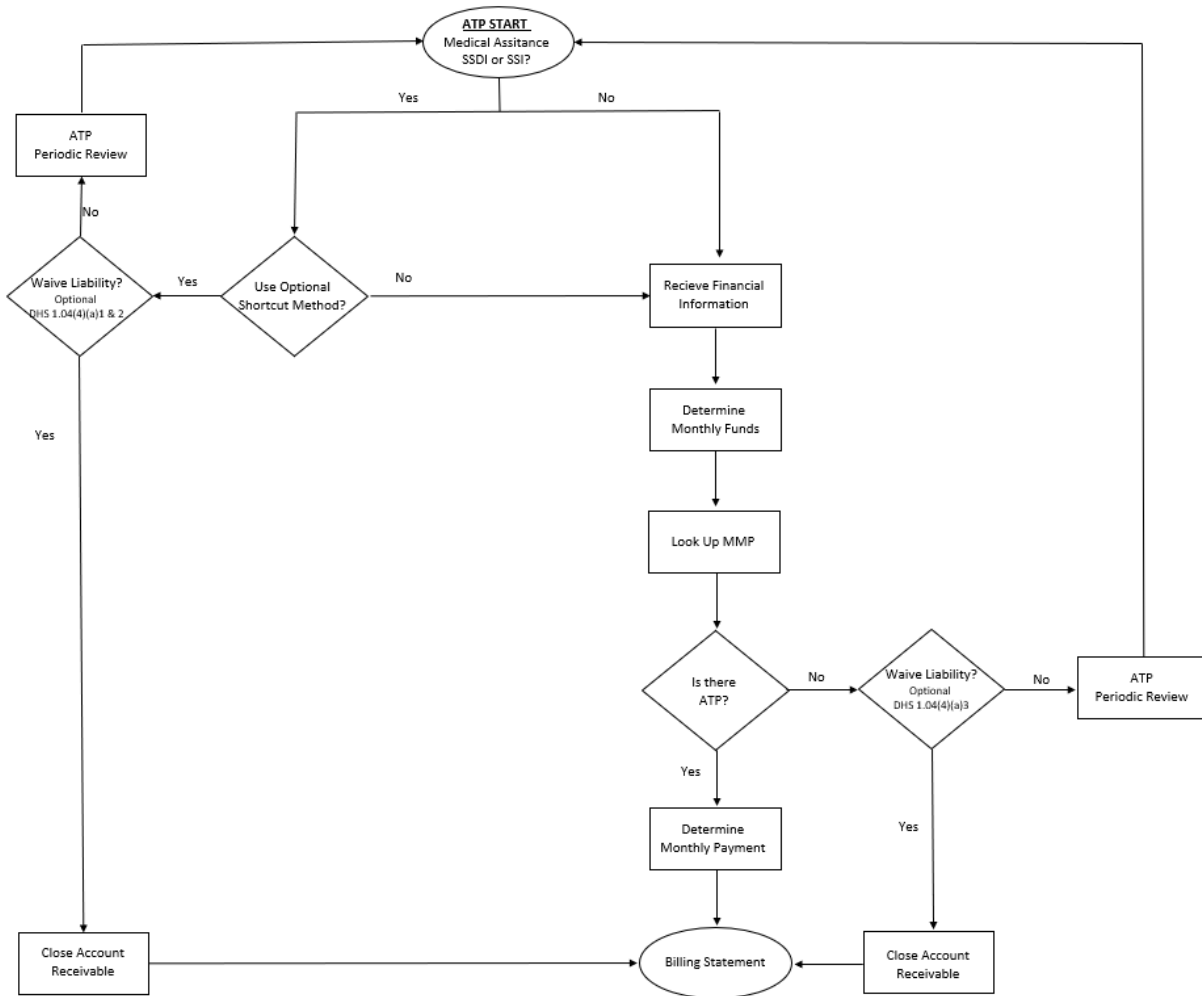 ATP START
Medical Assitance
SSDI or SSI?
Yes
No
ATP
Periodic Review
No
Waive Liability?
Optional
DHS 1.04(4)(a)1 & 2
Yes
Use Optional
Shortcut Method?
No
Recieve Financial
Information
Determine
Monthly Funds
Yes
Look Up MMP
Is there
ATP?
No
Waive Liability?
Optional
DHS 1.04(4)(a)3
No
ATP
Periodic Review
Yes
Determine
Monthly Payment
Yes
Close Account
Receivable
Billing Statement
Close Account
Receivable